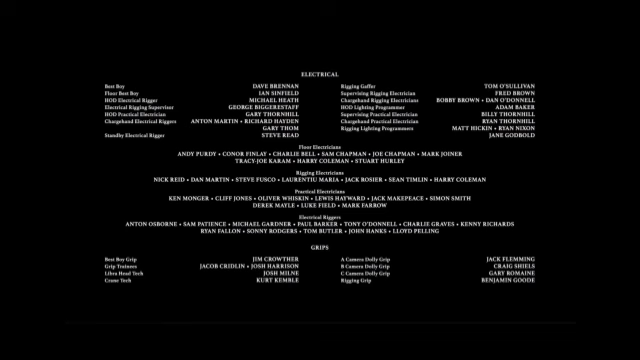 ELECTRICAL
Best Boy DAVE BRENNAN Rigging Gaffer TOM O'SULLIVAN
Floor Best Boy IAN SINFIELD Supervising Rigging Electrician FRED BROWN
HOD Electrical Rigger MICHAEL HEATH Chargehand Rigging Electricians BOBBY BROWN • DAN O'DONNELL
Electrical Rigging Supervisor GEORGE BIGGERESTAFF HOD Lighting Programmer ADAM BAKER
HOD Practical Electrician GARY THORNHILL Supervising Practical Electrician BILLY THORNHILL
Chargehand Electrical Riggers ANTON MARTIN • RICHARD HAYDEN Chargehand Practical Electrician RYAN THORNHILL
GARY THOM Rigging Lighting Programmers MATT HICKIN • RYAN NIXON
Standby Electrical Rigger STEVE READ JANE GODBOLD
Floor Electricians
ANDY PURDY • CONOR FINLAY • CHARLIE BELL • SAM CHAPMAN • JOE CHAPMAN • MARK JOINER
TRACY-JOE KARAM • HARRY COLEMAN • STUART HURLEY
Rigging Electricians
NICK REID • DAN MARTIN • STEVE FUSCO • LAURENTIU MARIA • JACK ROSIER • SEAN TIMLIN • HARRY COLEMAN
Practical Electricians
KEN MONGER • CLIFF JONES • OLIVER WHISKIN • LEWIS HAYWARD • JACK MAKEPEACE • SIMON SMITH
DEREK MAYLE • LUKE FIELD • MARK FARROW
Electrical Riggers
ANTON OSBORNE • SAM PATIENCE • MICHAEL GARDNER • PAUL BARKER • TONY O'DONNELL • CHARLIE GRAVES • KENNY RICHARDS
RYAN FALLON • SONNY RODGERS • TOM BUTLER • JOHN HANKS • LLOYD PELLING
GRIPS
Best Boy Grip JIM CROWTHER A Camera Dolly Grip JACK FLEMMING
Grip Trainees JACOB CRIDLIN • JOSH HARRISON B Camera Dolly Grip CRAIG SHIELS
Libra Head Tech JOSH MILNE C Camera Dolly Grip GARY ROMAINE
Crane Tech KURT KEMBLE Rigging Grip BENJAMIN GOODE